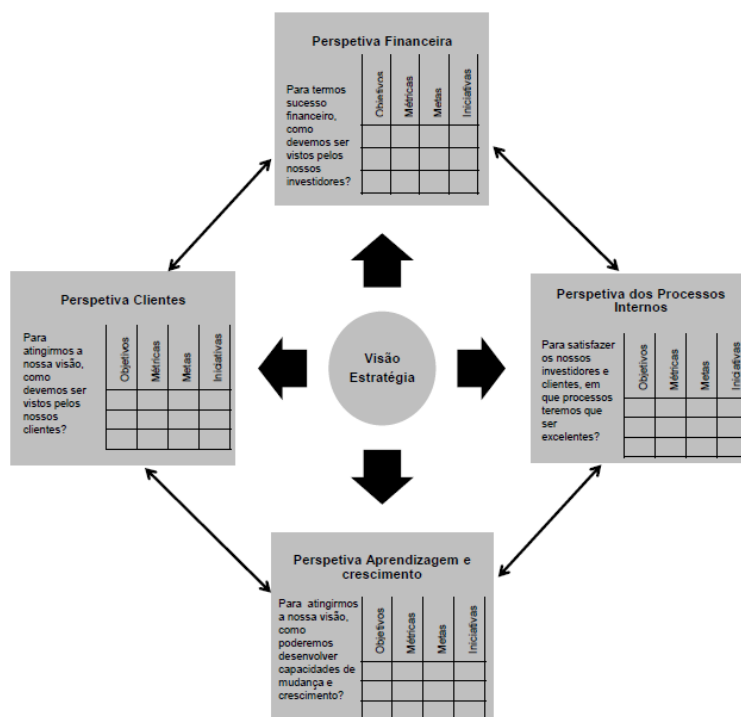 Perspetiva Financeira
Para termos
sucesso
financeiro,
como
devemos ser
vistos pelos
nossos
investidores?
Objetivos
Métricas
Metas
Iniciativas
Perspetiva Clientes
Para
atingirmos a
nossa visão,
como
devemos ser
vistos pelos
nossos
clientes?
Objetivos
Métricas
Metas
Iniciativas
Visão
Estratégia
Perspetiva dos Processos
Internos
Para satisfazer
os nossos
investidores e
clientes, em
que processos
teremos que
ser
excelentes?
Objetivos
Métricas
Metas
Iniciativas
Perspetiva Aprendizagem e
crescimento
Para atingirmos
a nossa visão,
como
poderemos
desenvolver
capacidades de
mudança e
crescimento?
Objetivos
Métricas
Metas
Iniciativas